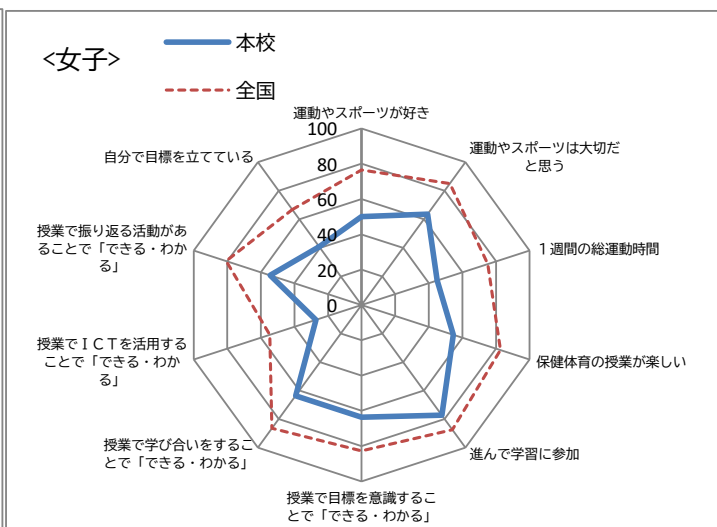 <女子>
本校
全国
運動やスポーツが好き
運動やスポーツは大切だ
と思う
１週間の総運動時間
保健体育の授業が楽しい
進んで学習に参加
授業で目標を意識するこ
とで「できる・わかる」
授業で学び合いをするこ
とで「できる・わかる」
授業でＩＣＴを活用する
ことで「できる・わか
る」
授業で振り返る活動があ
ることで「できる・わか
る」
自分で目標を立てている
100
80
60
40
20
0